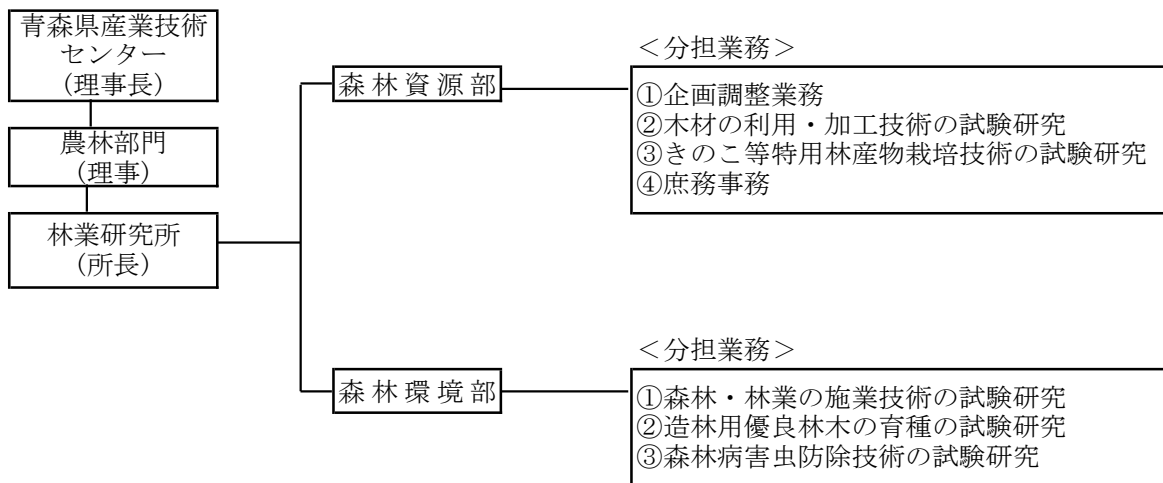 青森県産業技術
センター
(理事長)
農林部門
(理事)
林業研究所
(所長)
森林資源部
＜分担業務＞
①企画調整業務
②木材の利用・加工技術の試験研究
③きのこ等特用林産物栽培技術の試験研究
④庶務事務
森林環境部
＜分担業務＞
①森林・林業の施業技術の試験研究
②造林用優良林木の育種の試験研究
③森林病害虫防除技術の試験研究